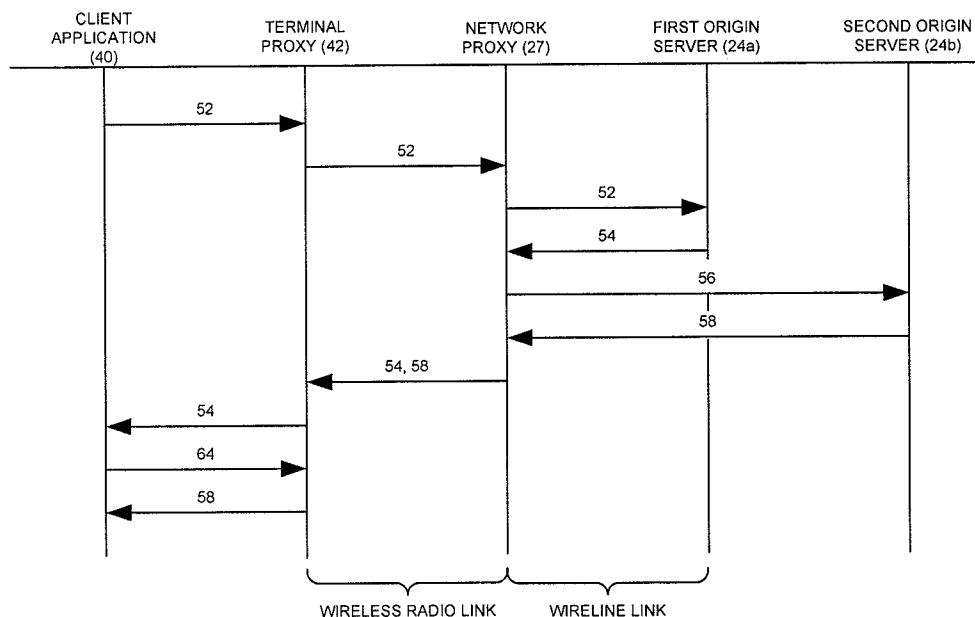 CLIENT
APPLICATION
(40)
TERMINAL
PROXY (42)
NETWORK
PROXY (27)
FIRST ORIGIN
SERVER (24a)
SECOND ORIGIN
SERVER (24b)
52
52
52
54
56
58
54, 58
54
64
58
WIRELESS RADIO LINK
WIRELINE LINK